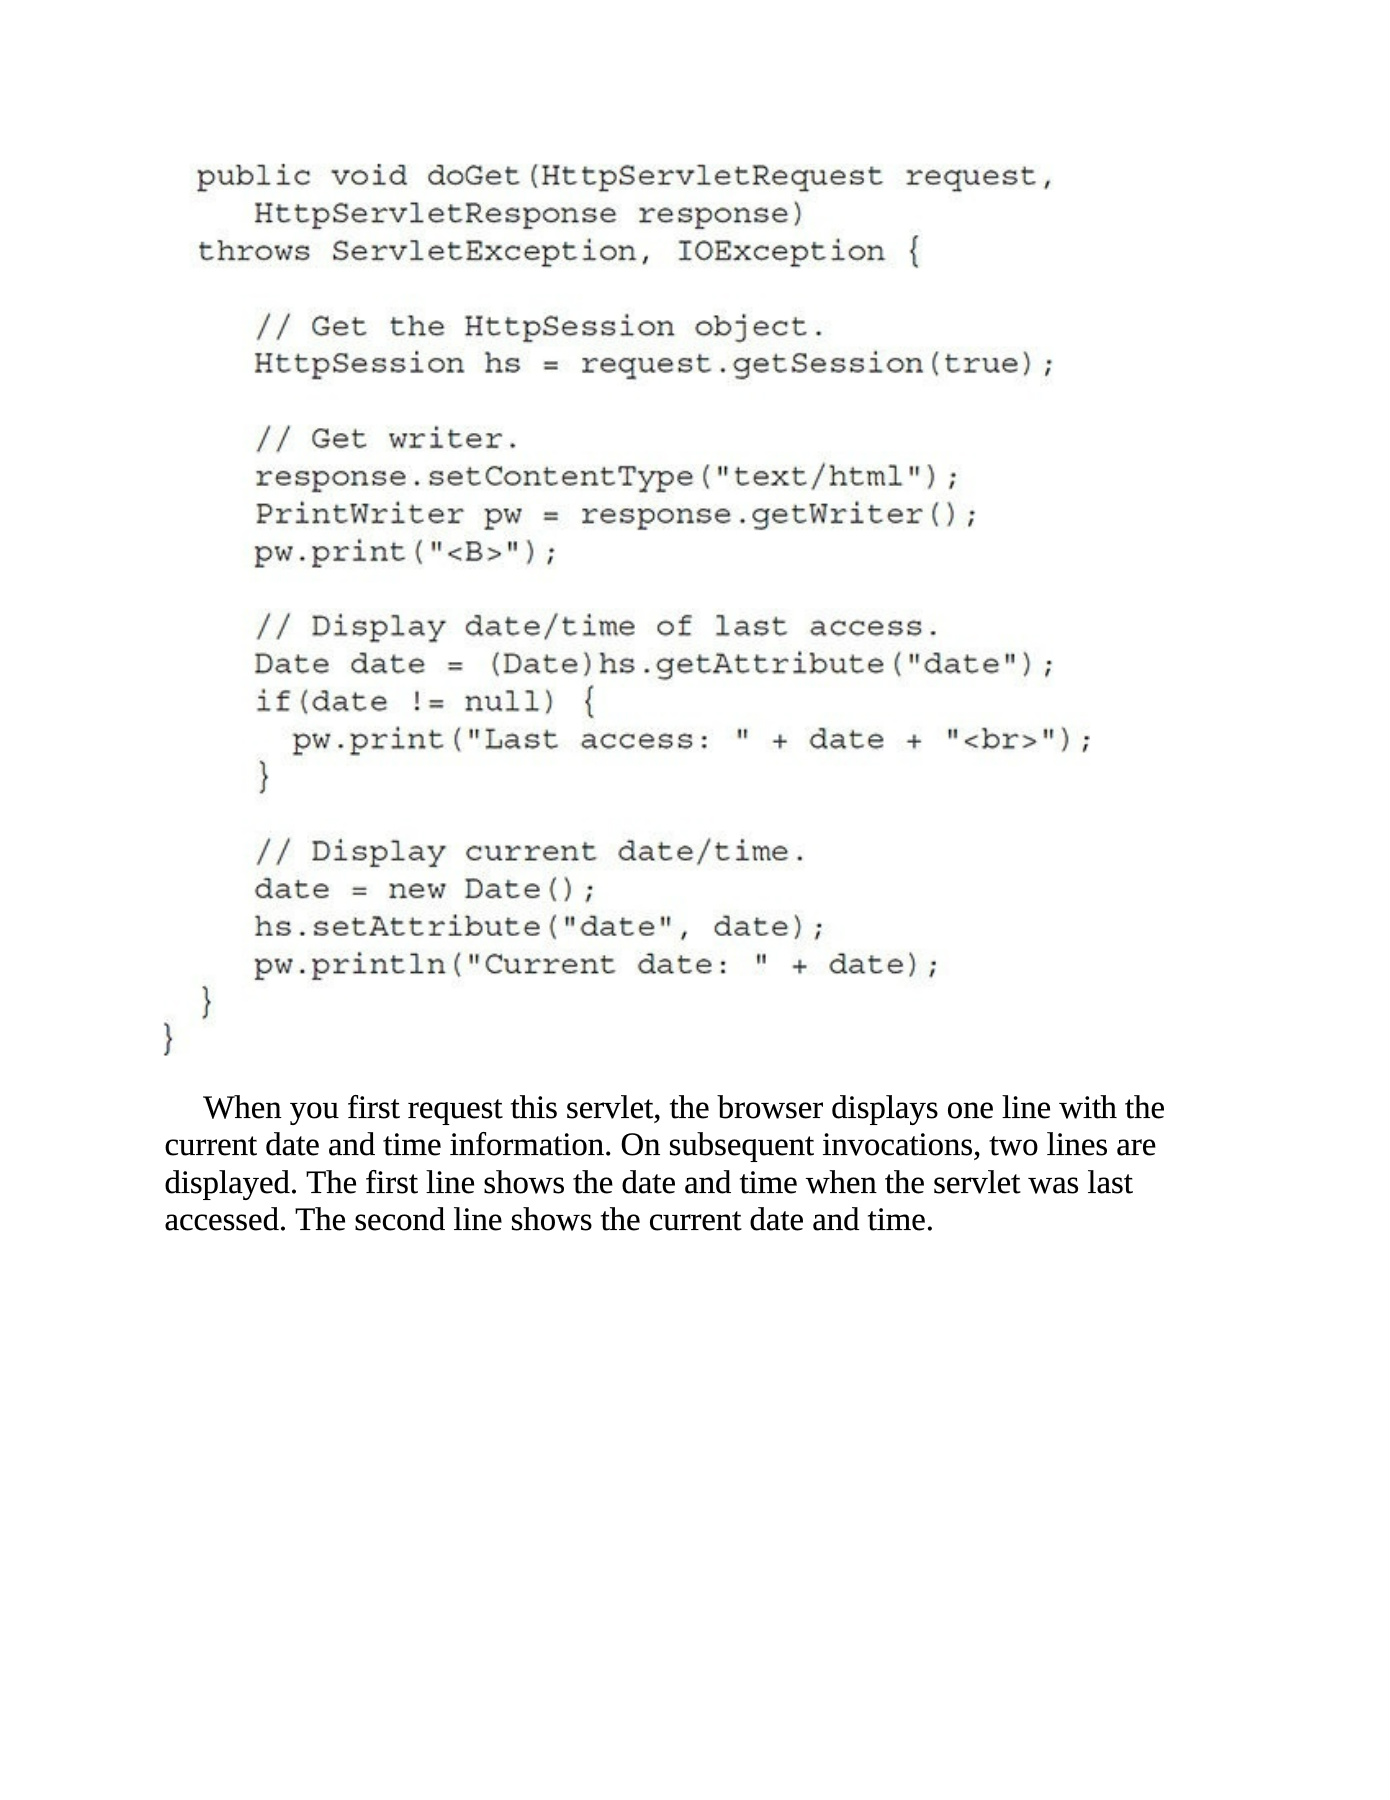 public void doGet(HttpServletRequest request,
HttpServletResponse response)
throws ServletException, IOException {
// Get the HttpSession object.
HttpSession hs = request.getSession(true);
// Get writer.
response.setContentType("text/html");
PrintWriter pw = response.getWriter();
pw.print("<B>");
// Display date/time of last access.
Date date = (Date)hs.getAttribute("date");
if(date != null) {
pw.print("Last access: " + date + "<br>");
}
// Display current date/time.
date = new Date();
hs.setAttribute("date", date);
pw.println("Current date: " + date);
}
}
When you first request this servlet, the browser displays one line with the
current date and time information. On subsequent invocations, two lines are
displayed. The first line shows the date and time when the servlet was last
accessed. The second line shows the current date and time.